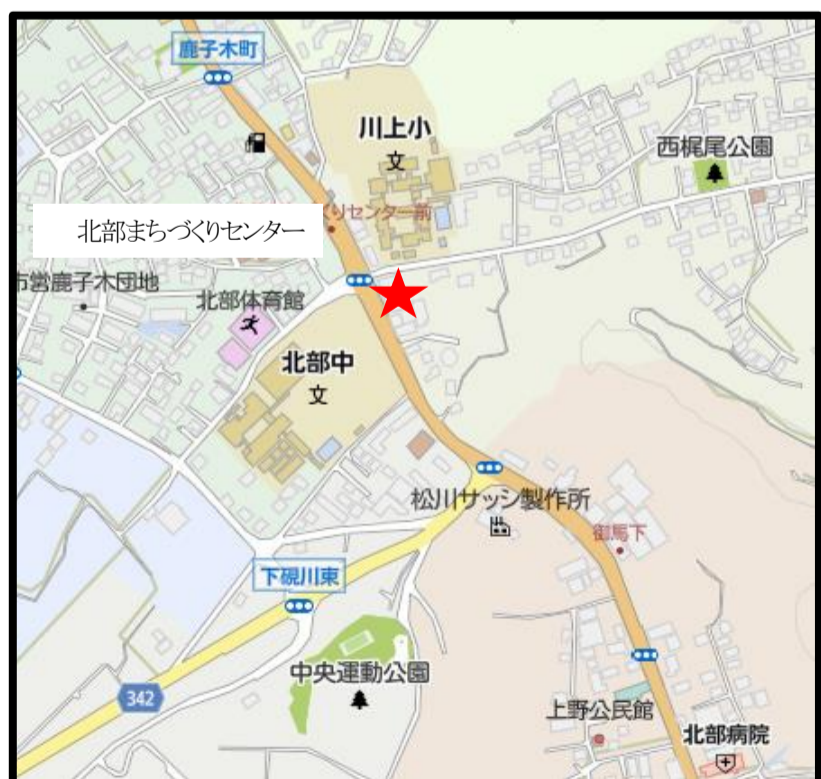 鹿子木町
川上小
文
西梶尾公園
りセンター前
北部まちづくりセンター
市営鹿子木団地
北部体育館
北部中
文
松川サッシ製作所
御馬下
下硯川東
342
中央運動公園
上野公民館
北部病院